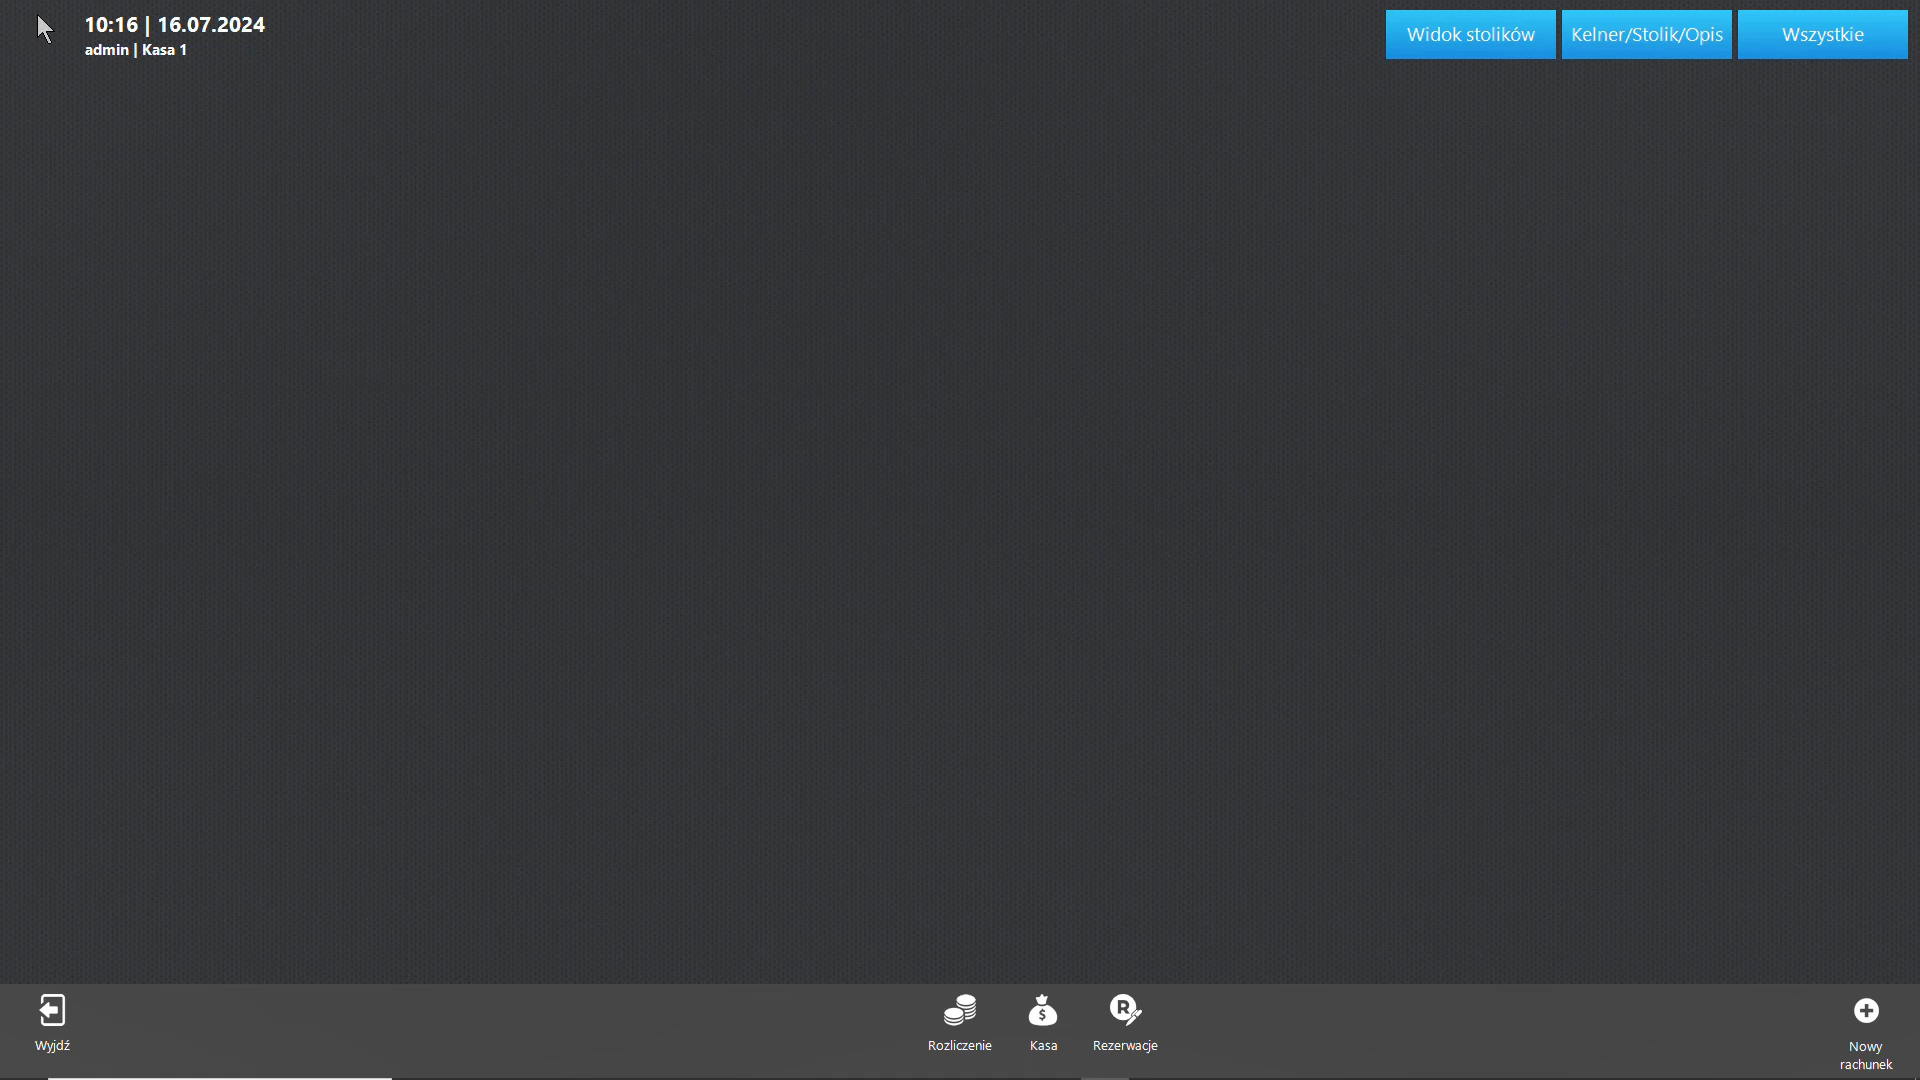 10:16 | 16.07.2024
admin | Kasa 1
Widok stolików
Kelner/Stolik/Opis
Wszystkie
Wyjdź
Rozliczenie
Kasa
Rezerwacje
Nowy
rachunek